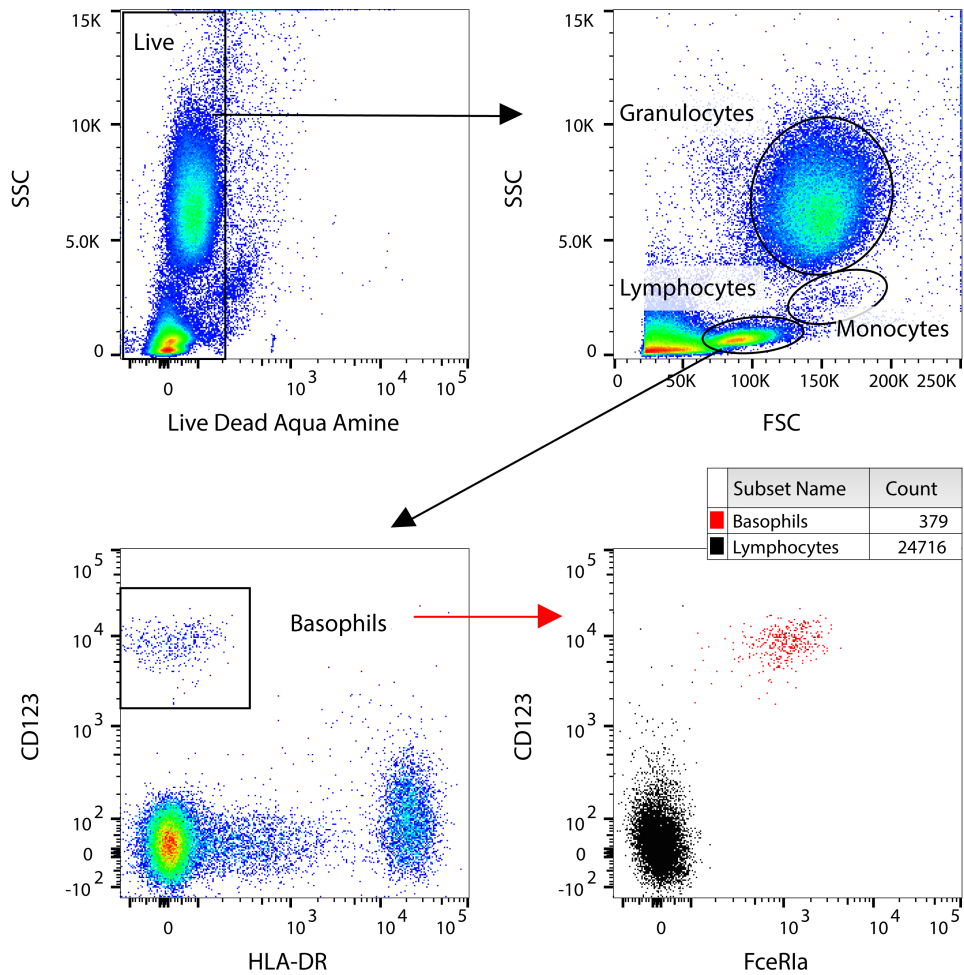 15K
10K
5.0K
0
SSC
Live
0
10^3
10^4
10^5
Live Dead Aqua Amine
15K
10K
5.0K
0
SSC
Granulocytes
Lymphocytes
Monocytes
0
50K
100K
150K
200K
250K
FSC
10^5
10^4
10^3
10^2
0
-10^2
CD123
Basophils
0
10^3
10^4
10^5
HLA-DR
Subset Name Count
Basophils 379
Lymphocytes 24716
10^5
10^4
10^3
10^2
0
-10^2
CD123
0
10^3
10^4
10^5
FceRIa